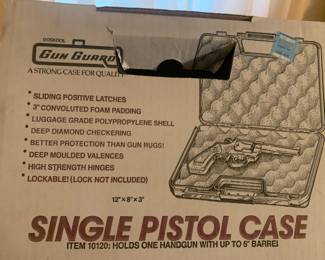 DOSKOCIL
GUN GUARD
A STRONG CASE FOR QUALITY
• SLIDING POSITIVE LATCHES
• 3" CONVOLUTED FOAM PADDING
• LUGGAGE GRADE POLYPROPYLENE SHELL
• DEEP DIAMOND CHECKERING
• BETTER PROTECTION THAN GUN RUGS!
• DEEP MOULDED VALENCES
• HIGH STRENGTH HINGES
• LOCKABLE! (LOCK NOT INCLUDED)
12" × 8" × 3"
SINGLE PISTOL CASE
ITEM 10120: HOLDS ONE HANDGUN WITH UP TO 6" BARREL